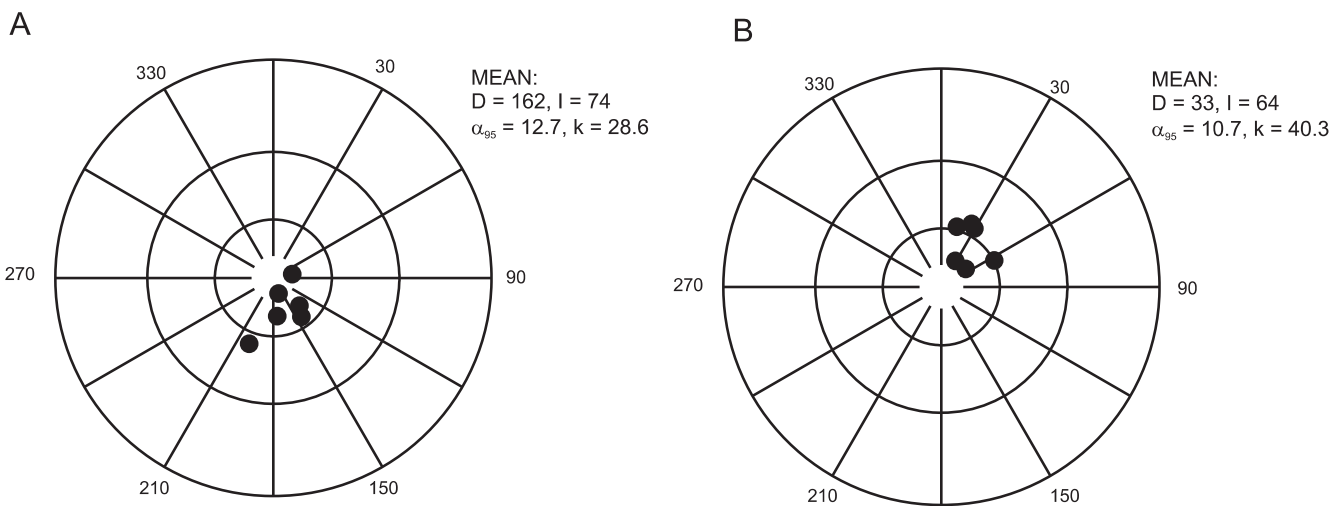 A
330
30
270
90
210
150
MEAN:
D = 162, I = 74
α95 = 12.7, k = 28.6
B
330
30
270
90
210
150
MEAN:
D = 33, I = 64
α95 = 10.7, k = 40.3